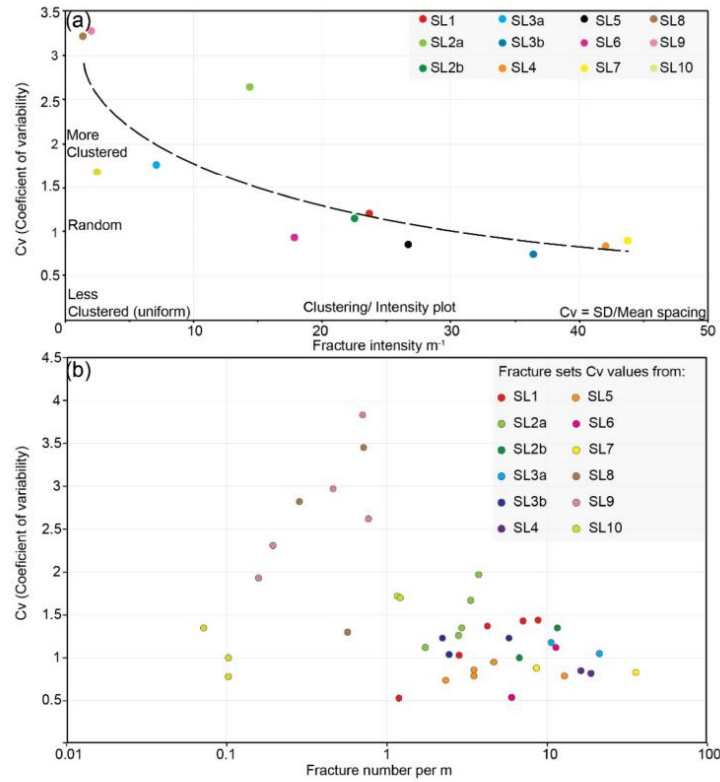 (a)
3.5
3
2.5
2
1.5
1
0.5
0
Cv (Coeficient of variability)
SL1 SL3a SL5 SL8
SL2a SL3b SL6 SL9
SL2b SL4 SL7 SL10
More
Clustered
Random
Less
Clustered (uniform)
Clustering/ Intensity plot
Cv = SD/Mean spacing
0 10 20 30 40 50
Fracture intensity m⁻¹
(b)
4.5
4
3.5
3
2.5
2
1.5
1
0.5
0
Cv (Coeficient of variability)
Fracture sets Cv values from:
SL1 SL5
SL2a SL6
SL2b SL7
SL3a SL8
SL3b SL9
SL4 SL10
0.01 0.1 1 10 100
Fracture number per m